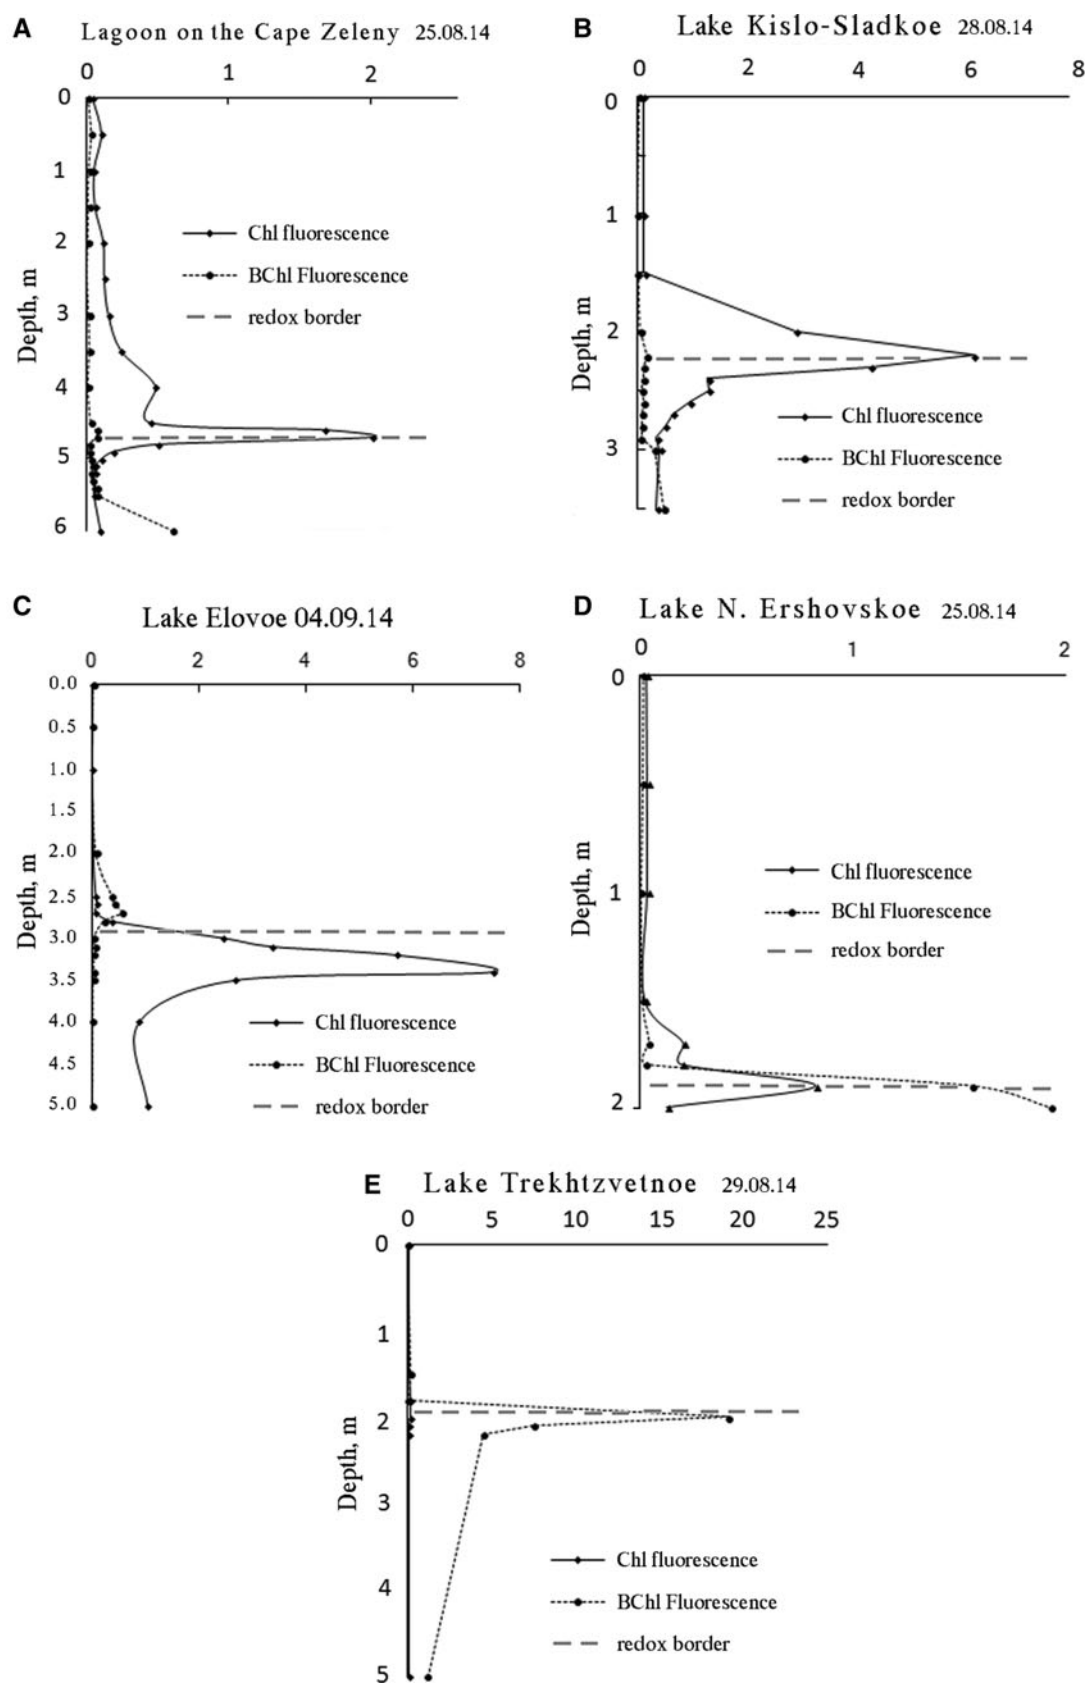 A Lagoon on the Cape Zeleny 25.08.14
0 1 2
0
1
2
3
4
5
6
Depth, m
Chl fluorescence
BChl Fluorescence
redox border
B Lake Kislo-Sladkoe 28.08.14
0 2 4 6 8
0
1
2
3
Depth, m
Chl fluorescence
BChl Fluorescence
redox border
C Lake Elovoe 04.09.14
0 2 4 6 8
0.0
0.5
1.0
1.5
2.0
2.5
3.0
3.5
4.0
4.5
5.0
Depth, m
Chl fluorescence
BChl Fluorescence
redox border
D Lake N. Ershovskoe 25.08.14
0 1 2
0
1
2
Depth, m
Chl fluorescence
BChl Fluorescence
redox border
E Lake Trekhtzvetnoe 29.08.14
0 5 10 15 20 25
0
1
2
3
4
5
Depth, m
Chl fluorescence
BChl Fluorescence
redox border